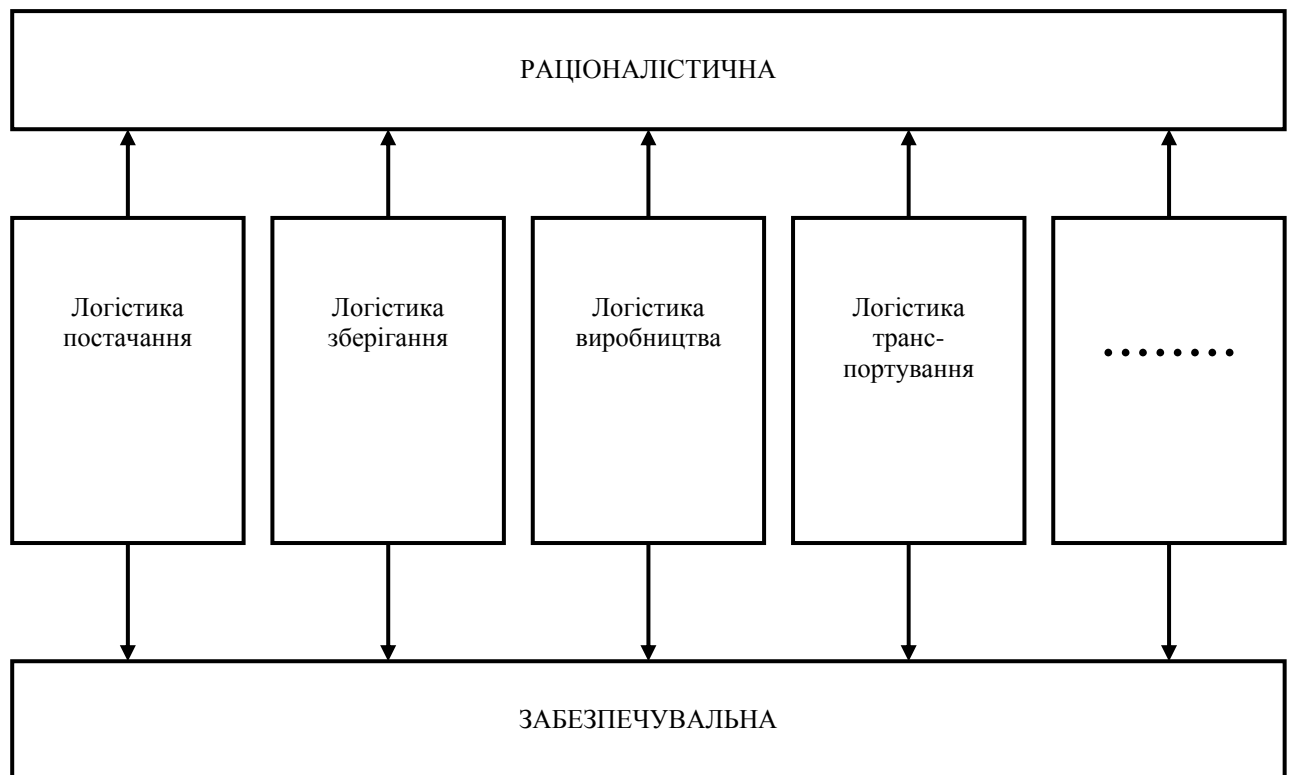 РАЦІОНАЛІСТИЧНА
Логістика
постачання
Логістика
зберігання
Логістика
виробництва
Логістика
транс-
портування
........
ЗАБЕЗПЕЧУВАЛЬНА